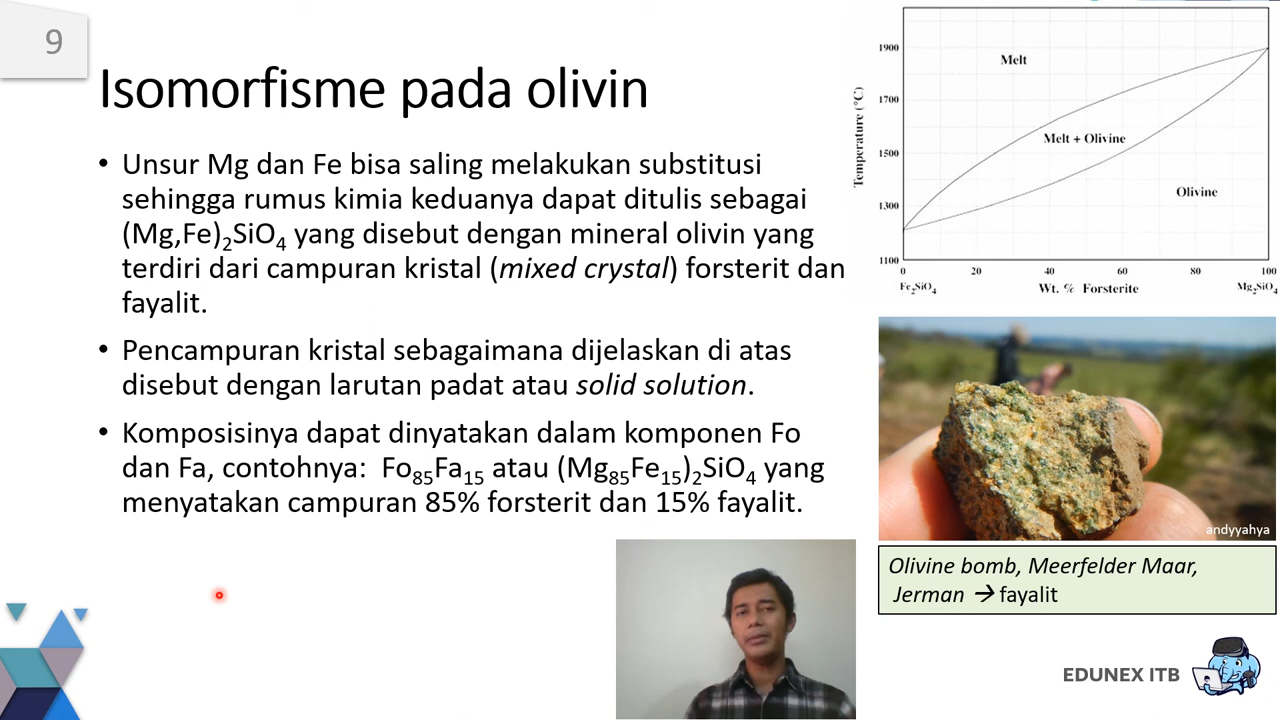 9
Isomorfisme pada olivin
• Unsur Mg dan Fe bisa saling melakukan substitusi
sehingga rumus kimia keduanya dapat ditulis sebagai
(Mg,Fe)₂SiO₄ yang disebut dengan mineral olivin yang
terdiri dari campuran kristal (mixed crystal) forsterit dan
fayalit.
• Pencampuran kristal sebagaimana dijelaskan di atas
disebut dengan larutan padat atau solid solution.
• Komposisinya dapat dinyatakan dalam komponen Fo
dan Fa, contohnya: Fo₈₅Fa₁₅ atau (Mg₈₅Fe₁₅)₂SiO₄ yang
menyatakan campuran 85% forsterit dan 15% fayalit.
Temperature (°C)
1900
1700
1500
1300
1100
Melt
Melt + Olivine
Olivine
0 20 40 60 80 100
Fe₂SiO₄ Wt. % Forsterite Mg₂SiO₄
andyyahya
Olivine bomb, Meerfelder Maar,
Jerman → fayalit
EDUNEX ITB